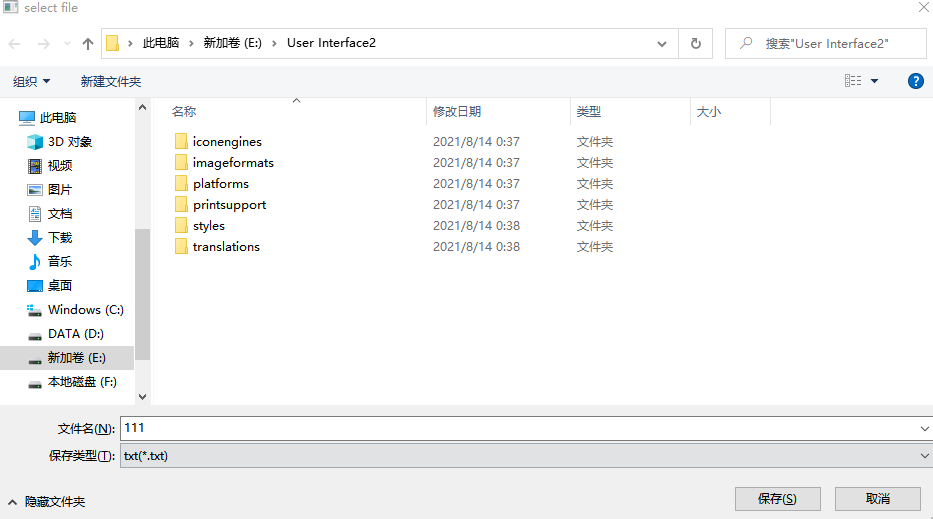 select file
此电脑 › 新加卷 (E:) › User Interface2
搜索"User Interface2"
组织 新建文件夹
名称 修改日期 类型 大小
此电脑
3D 对象
视频
图片
文档
下载
音乐
桌面
Windows (C:)
DATA (D:)
新加卷 (E:)
本地磁盘 (F:)
iconengines 2021/8/14 0:37 文件夹
imageformats 2021/8/14 0:37 文件夹
platforms 2021/8/14 0:37 文件夹
printsupport 2021/8/14 0:37 文件夹
styles 2021/8/14 0:38 文件夹
translations 2021/8/14 0:38 文件夹
文件名(N): 111
保存类型(T): txt(*.txt)
隐藏文件夹 保存(S) 取消